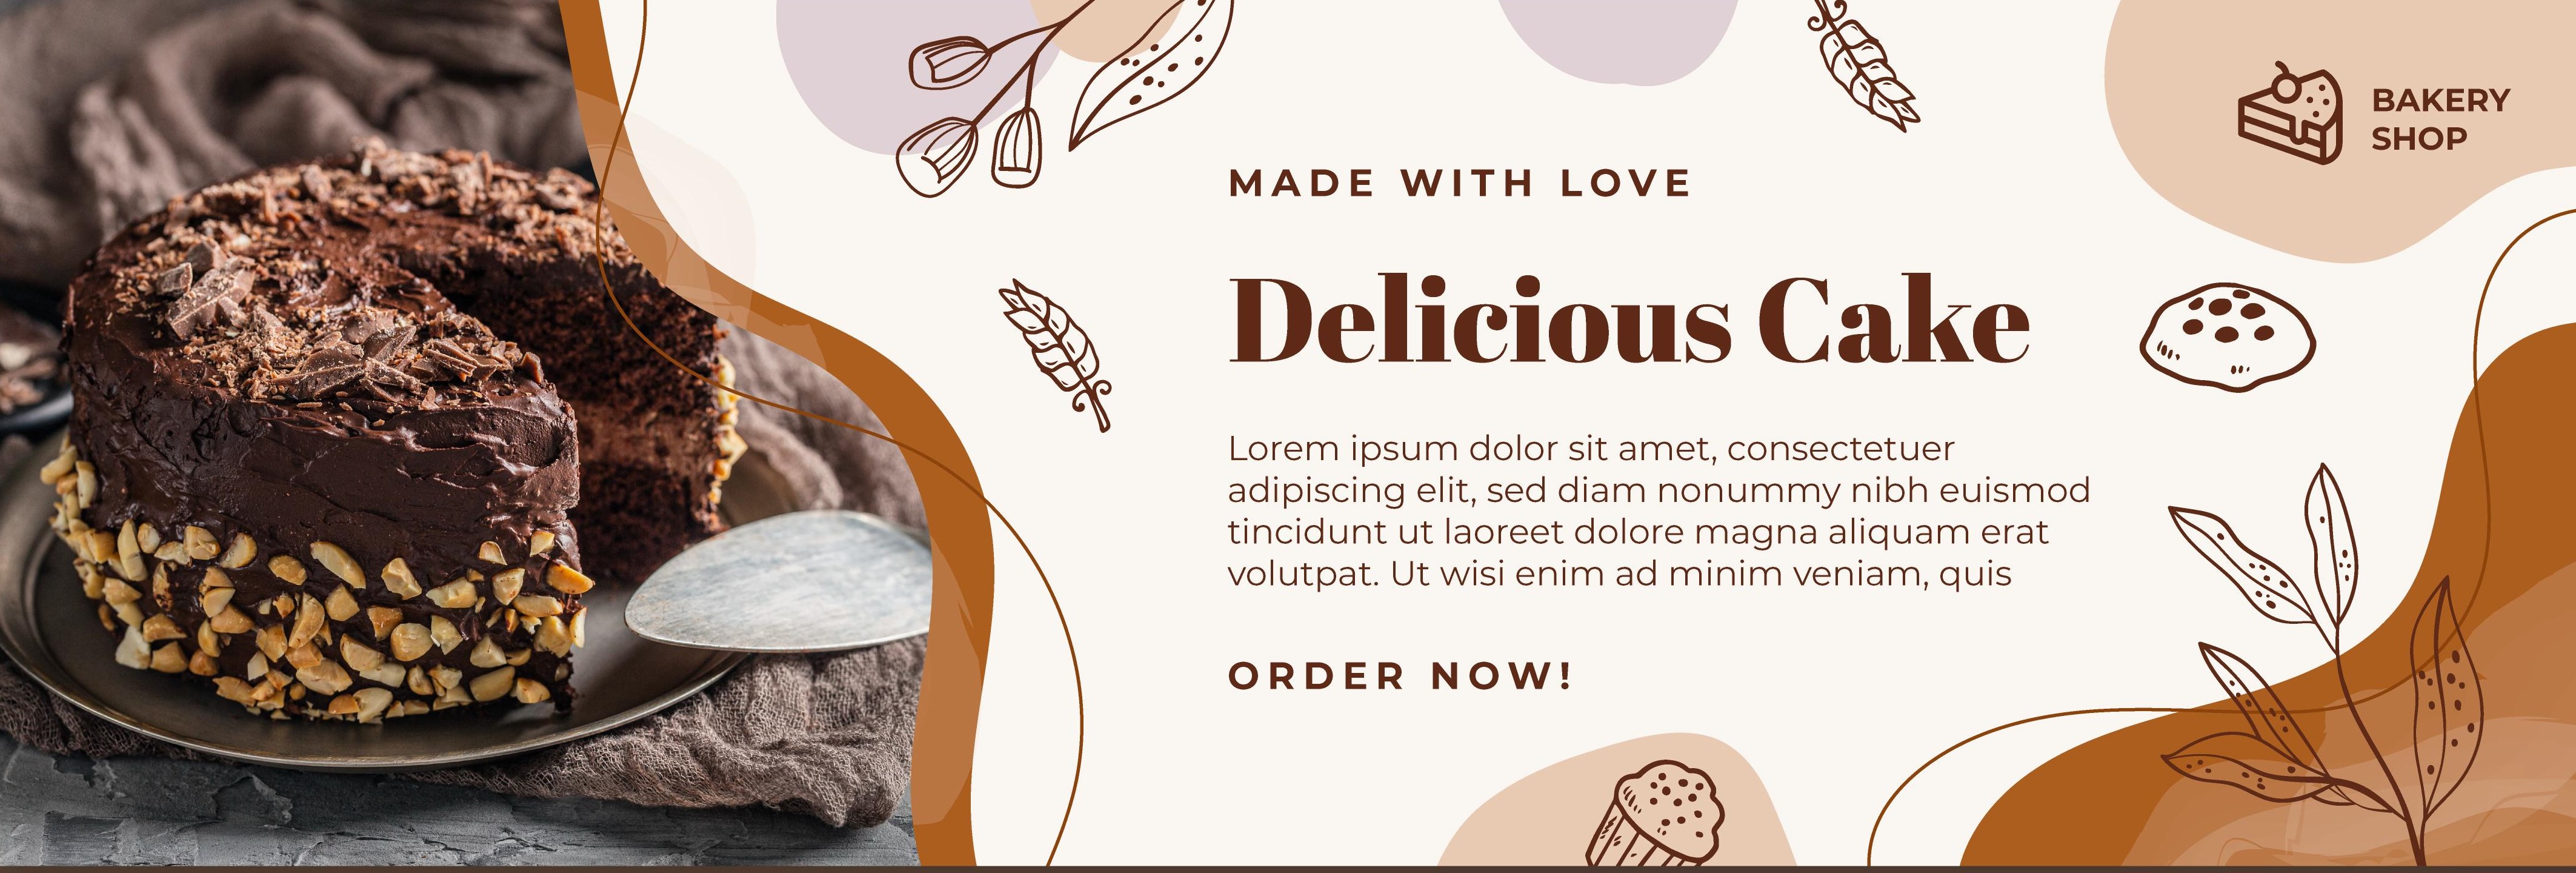 BAKERY
SHOP
MADE WITH LOVE
Delicious Cake
Lorem ipsum dolor sit amet, consectetuer
adipiscing elit, sed diam nonummy nibh euismod
tincidunt ut laoreet dolore magna aliquam erat
volutpat. Ut wisi enim ad minim veniam, quis
ORDER NOW!